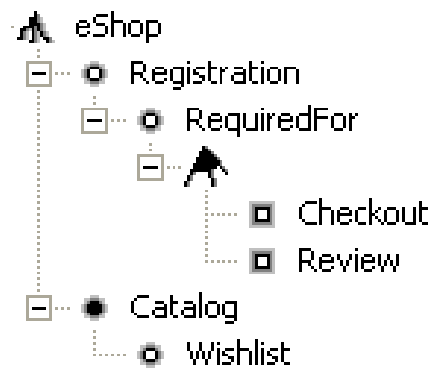 eShop
Registration
RequiredFor
Checkout
Review
Catalog
Wishlist